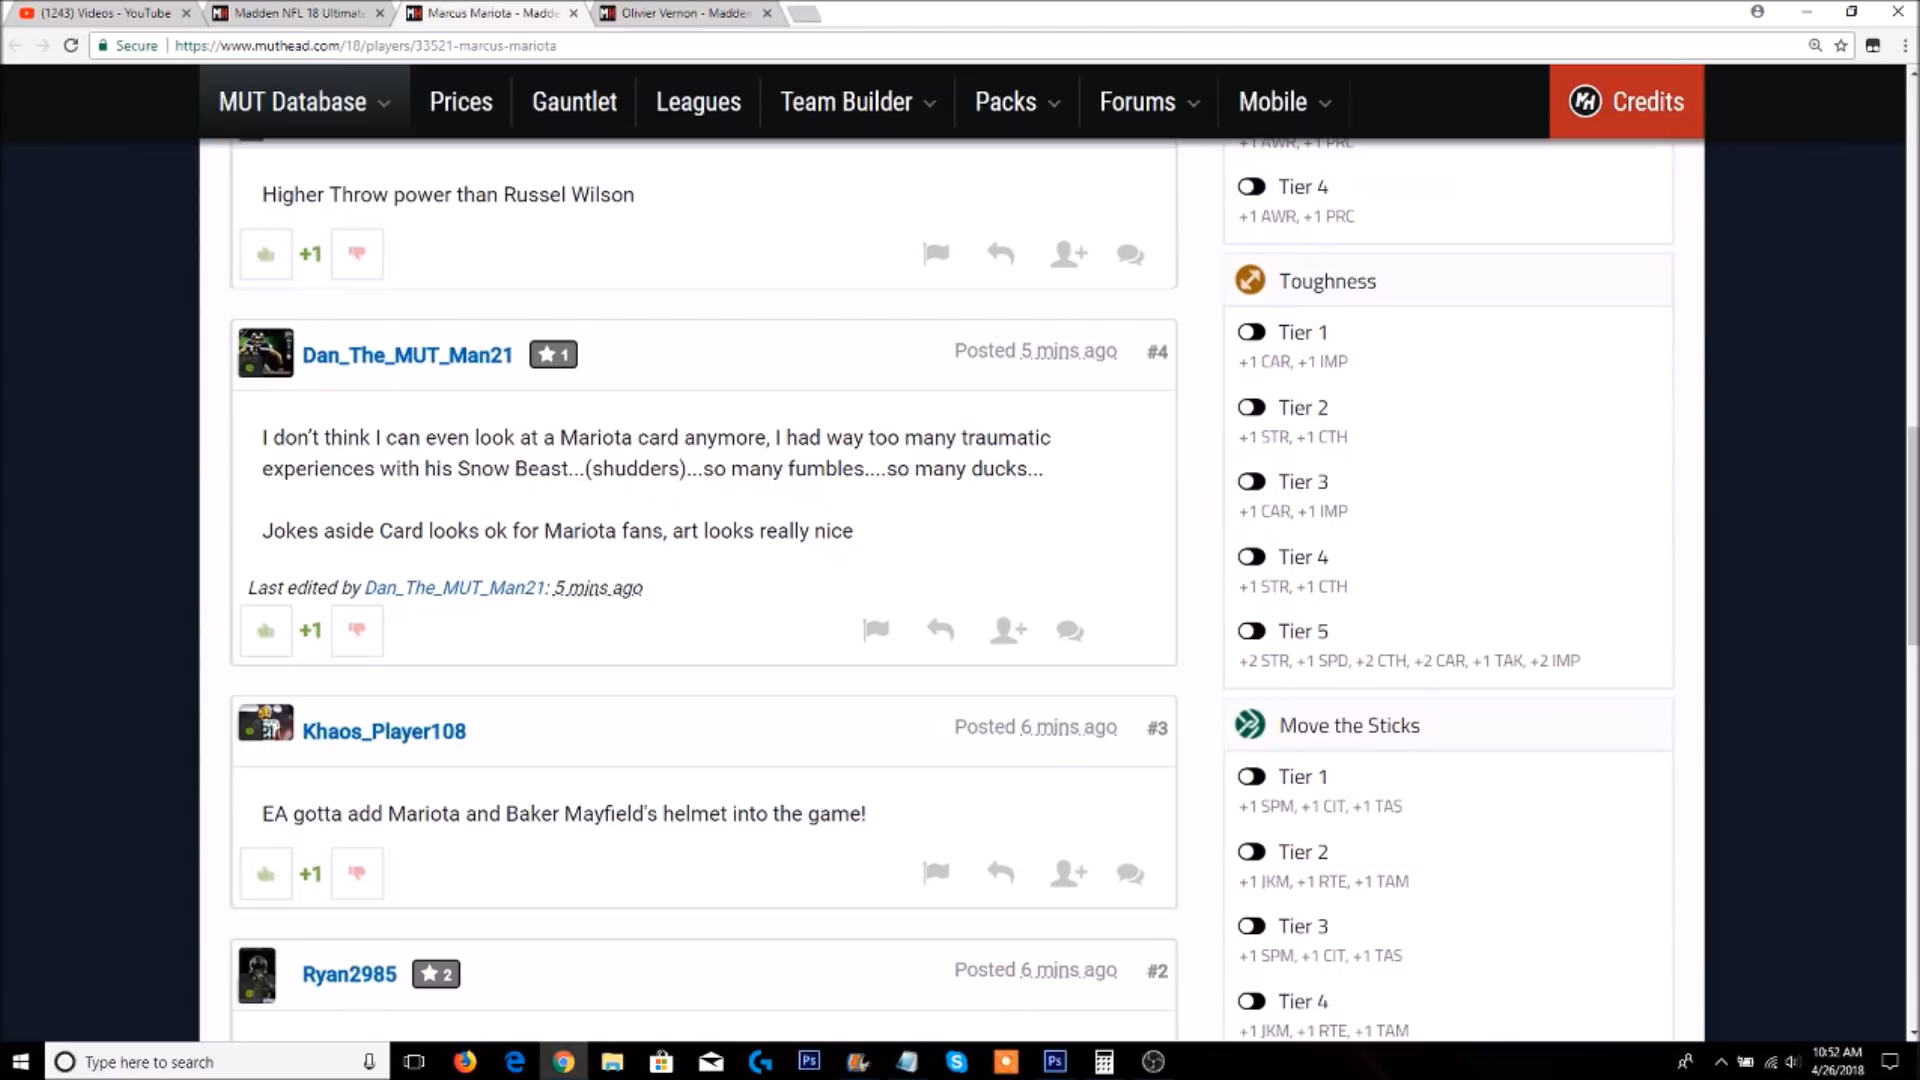 (1243) Videos - YouTube
Madden NFL 18 Ultimat
Marcus Mariota - Madde
Olivier Vernon - Madden
Secure
https://www.muthead.com/18/players/33521-marcus-mariota
MUT Database
Prices
Gauntlet
Leagues
Team Builder
Packs
Forums
Mobile
Credits
Higher Throw power than Russel Wilson
+1
Dan_The_MUT_Man21
1
Posted 5 mins ago
#4
I don't think I can even look at a Mariota card anymore, I had way too many traumatic
experiences with his Snow Beast...(shudders)...so many fumbles....so many ducks...
Jokes aside Card looks ok for Mariota fans, art looks really nice
Last edited by Dan_The_MUT_Man21: 5 mins ago
+1
Khaos_Player108
Posted 6 mins ago
#3
EA gotta add Mariota and Baker Mayfield's helmet into the game!
+1
Ryan2985
2
Posted 6 mins ago
#2
+1 AWR, +1 PRC
Tier 4
+1 AWR, +1 PRC
Toughness
Tier 1
+1 CAR, +1 IMP
Tier 2
+1 STR, +1 CTH
Tier 3
+1 CAR, +1 IMP
Tier 4
+1 STR, +1 CTH
Tier 5
+2 STR, +1 SPD, +2 CTH, +2 CAR, +1 TAK, +2 IMP
Move the Sticks
Tier 1
+1 SPM, +1 CIT, +1 TAS
Tier 2
+1 JKM, +1 RTE, +1 TAM
Tier 3
+1 SPM, +1 CIT, +1 TAS
Tier 4
+1 JKM, +1 RTE, +1 TAM
Type here to search
10:52 AM
4/26/2018